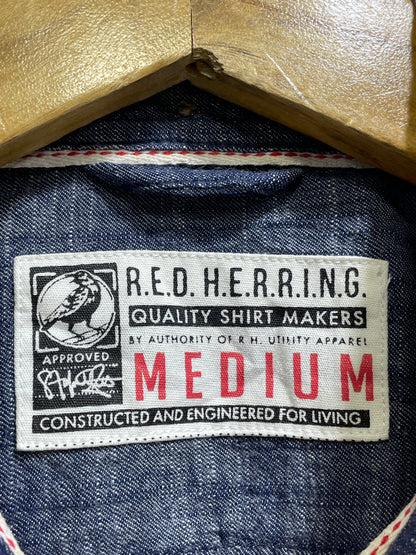 R.E.D. H.E.R.R.I.N.G.
QUALITY SHIRT MAKERS
BY AUTHORITY OF R.H. UTILITY APPAREL
APPROVED
MEDIUM
CONSTRUCTED AND ENGINEERED FOR LIVING